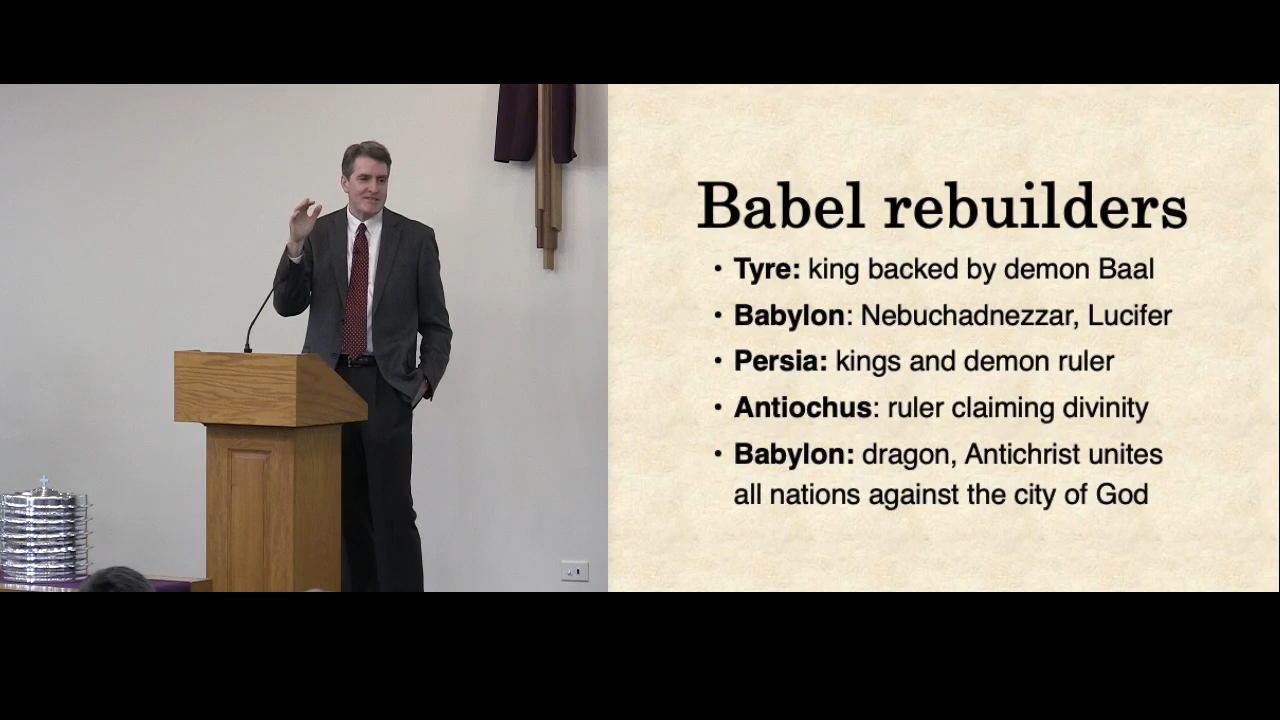 Babel rebuilders
• Tyre: king backed by demon Baal
• Babylon: Nebuchadnezzar, Lucifer
• Persia: kings and demon ruler
• Antiochus: ruler claiming divinity
• Babylon: dragon, Antichrist unites
all nations against the city of God